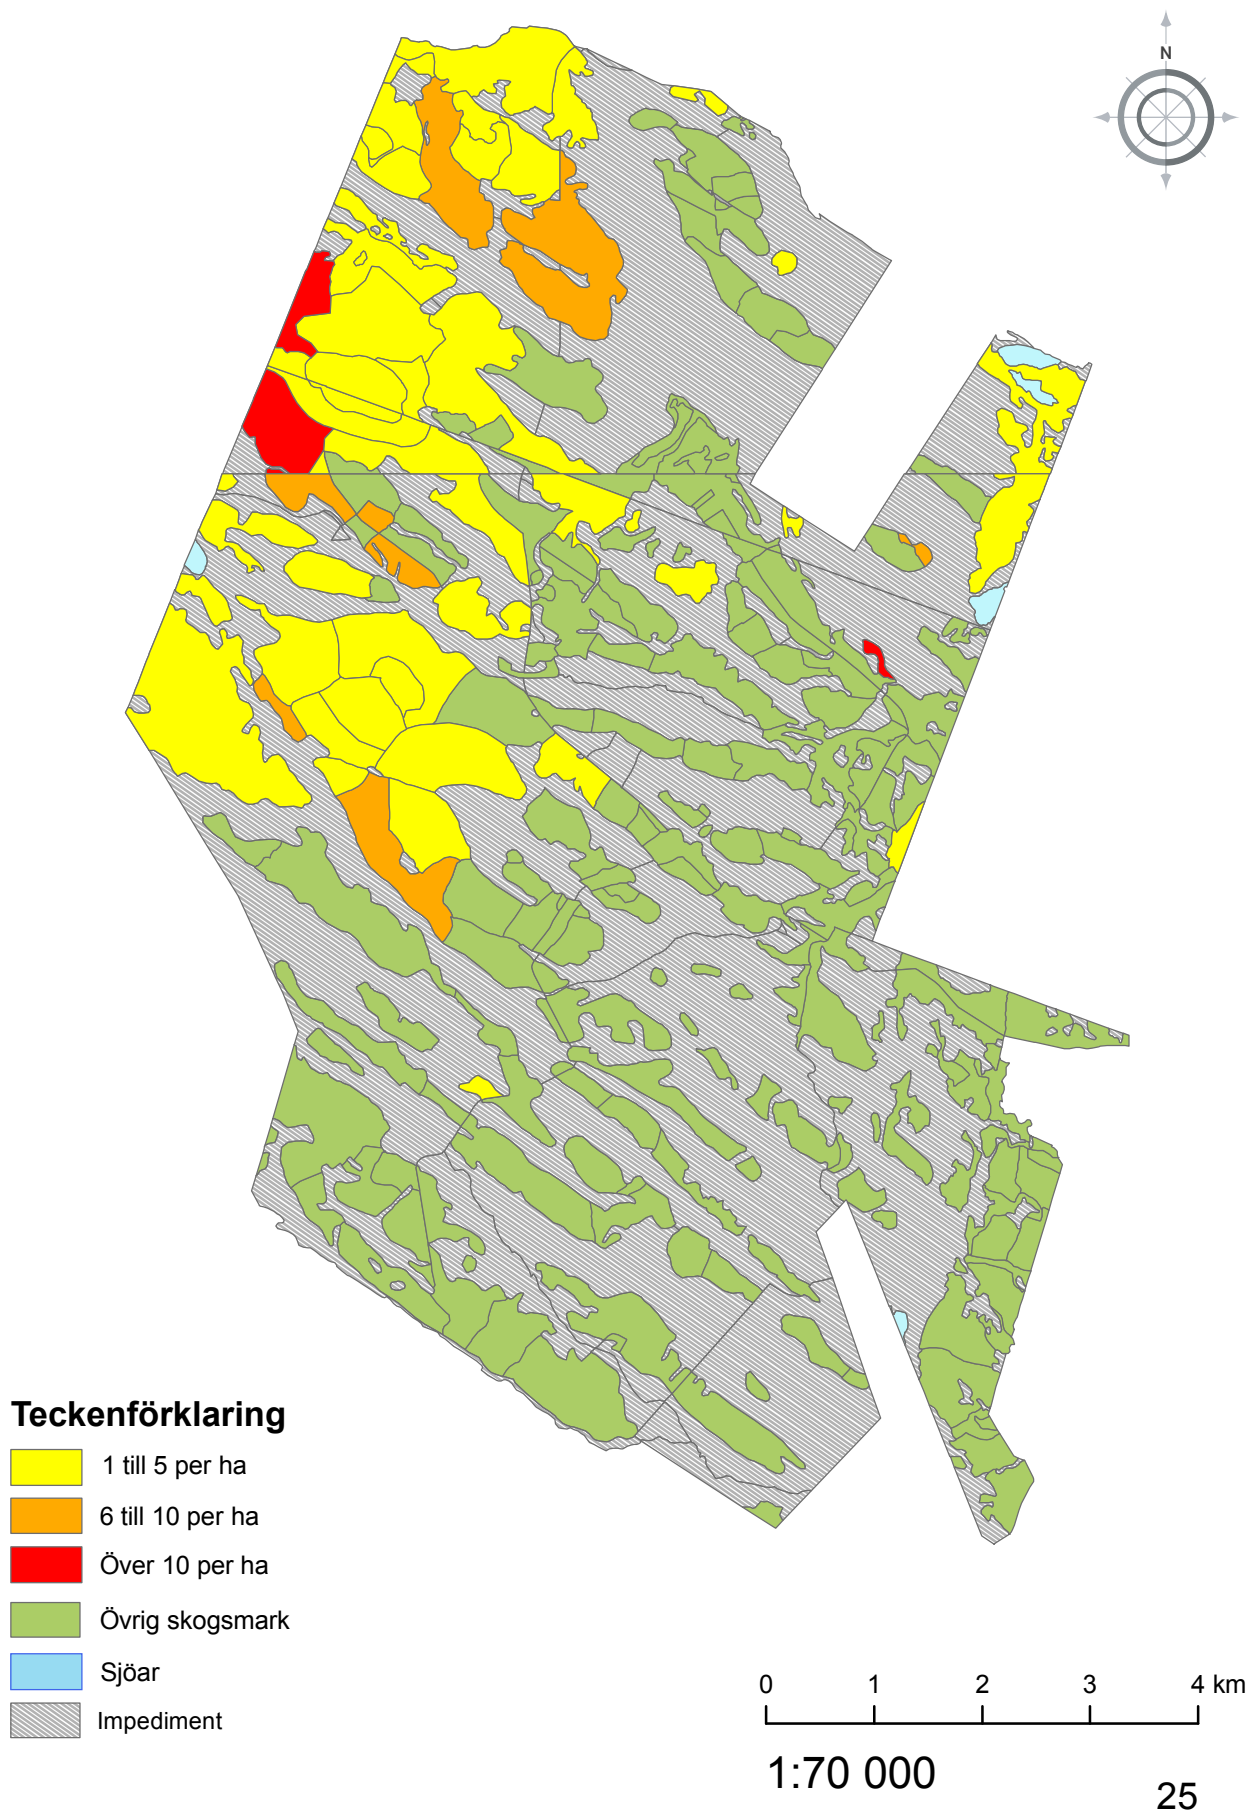 N
Teckenförklaring
1 till 5 per ha
6 till 10 per ha
Över 10 per ha
Övrig skogsmark
Sjöar
Impediment
0 1 2 3 4 km
1:70 000
25